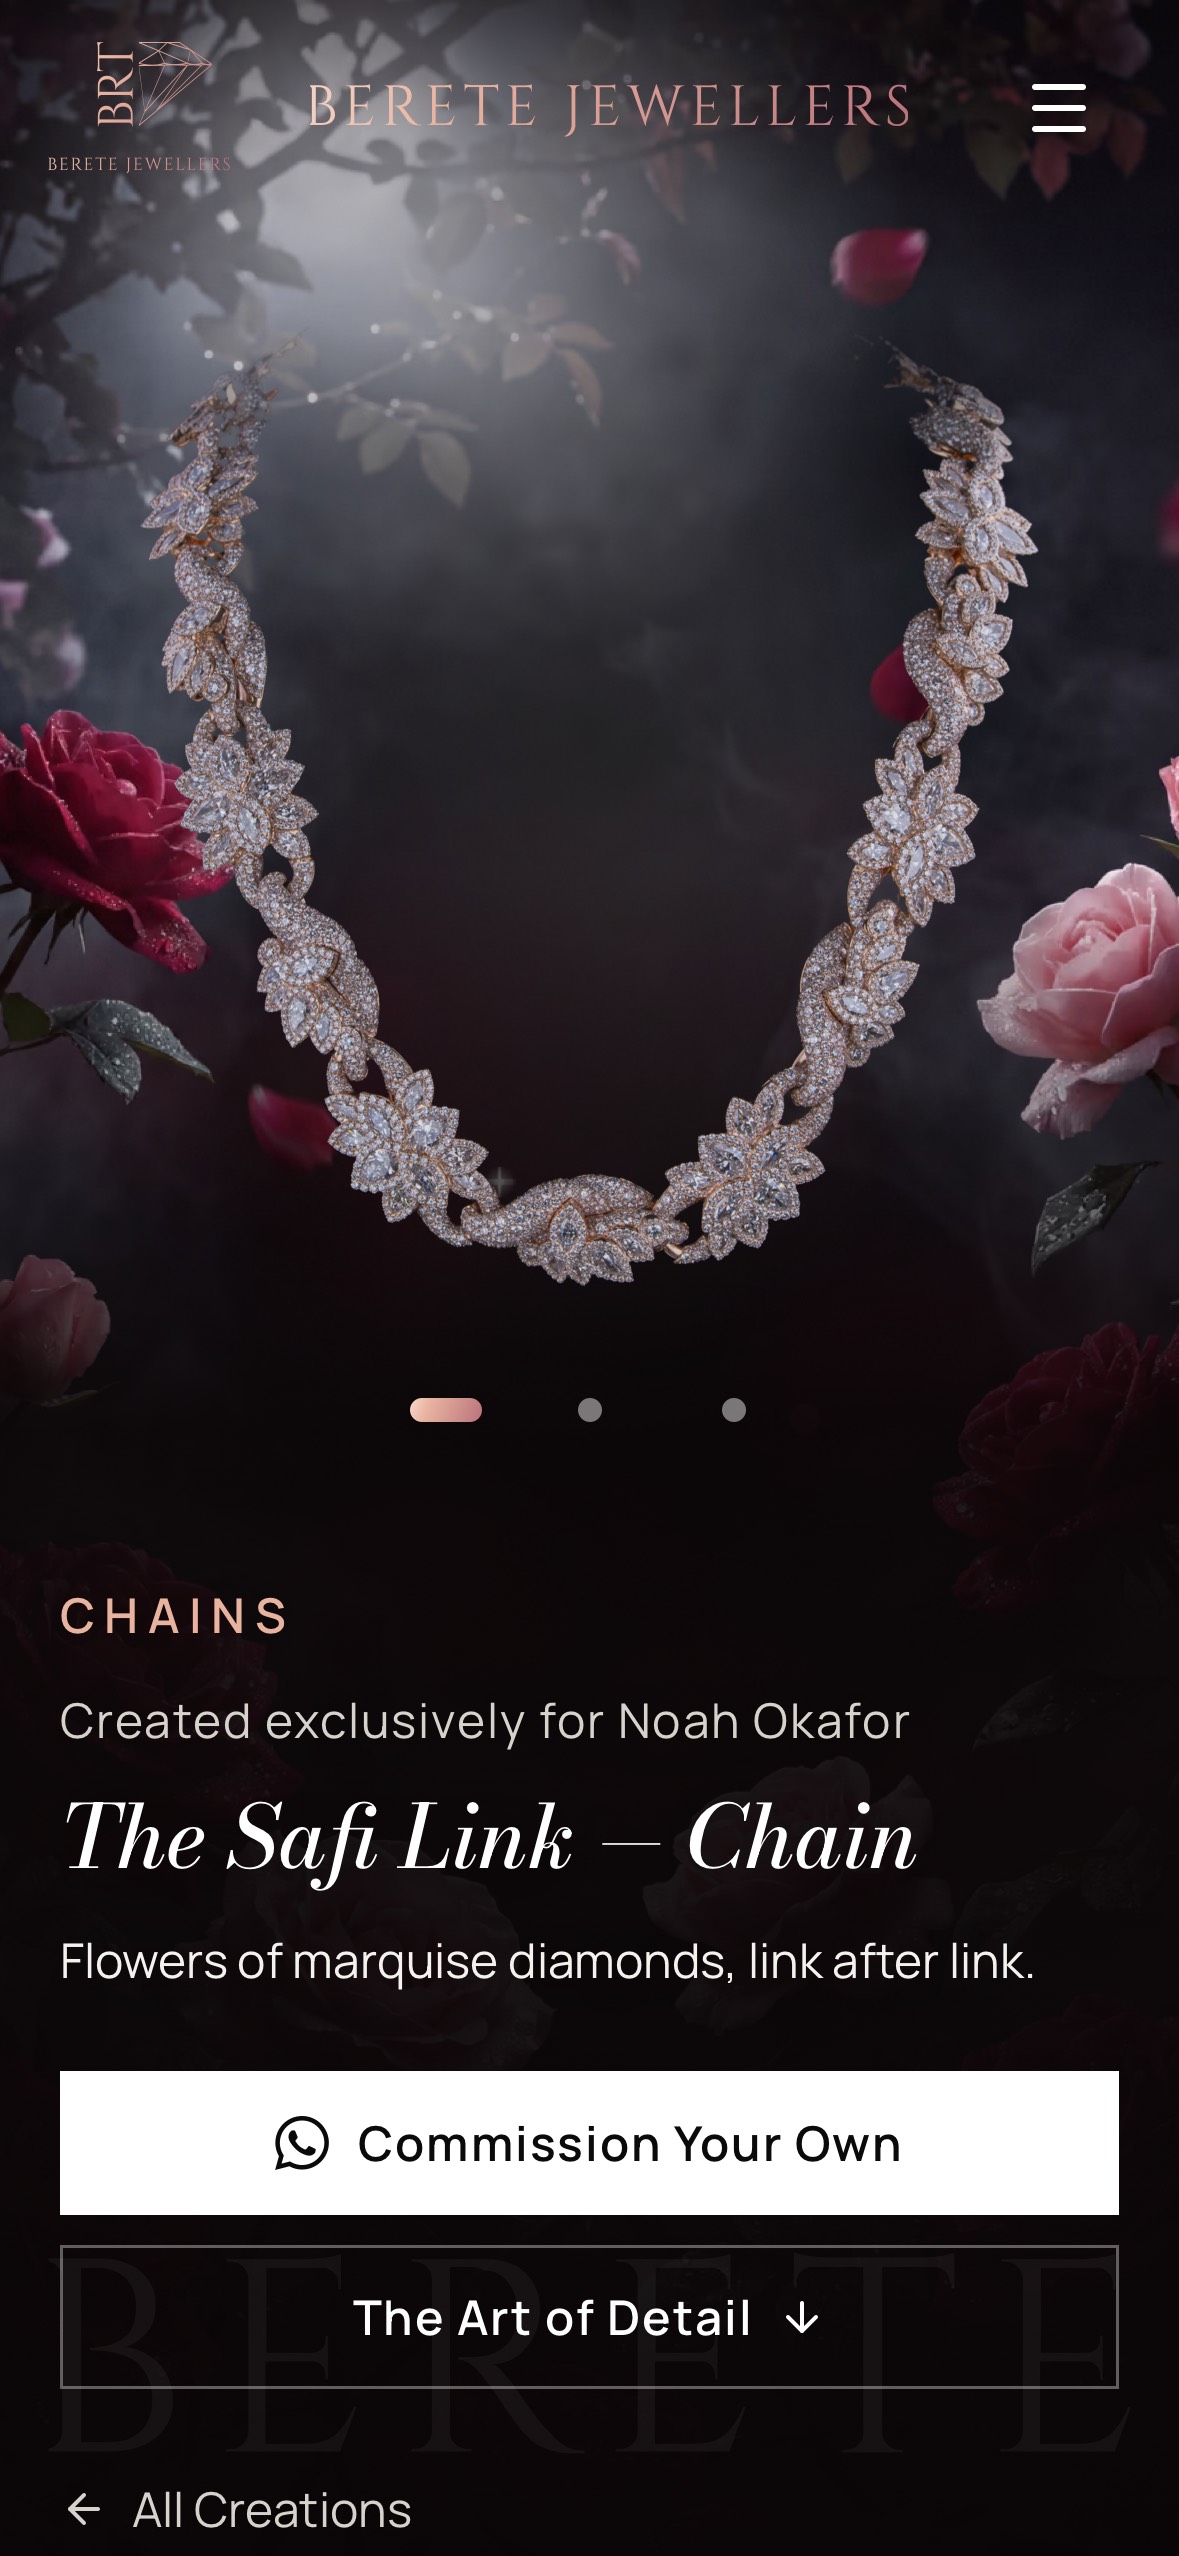 BRT
BERETE JEWELLERS
BERETE JEWELLERS
CHAINS
Created exclusively for Noah Okafor
The Safi Link — Chain
Flowers of marquise diamonds, link after link.
Commission Your Own
The Art of Detail ↓
BERETE
← All Creations